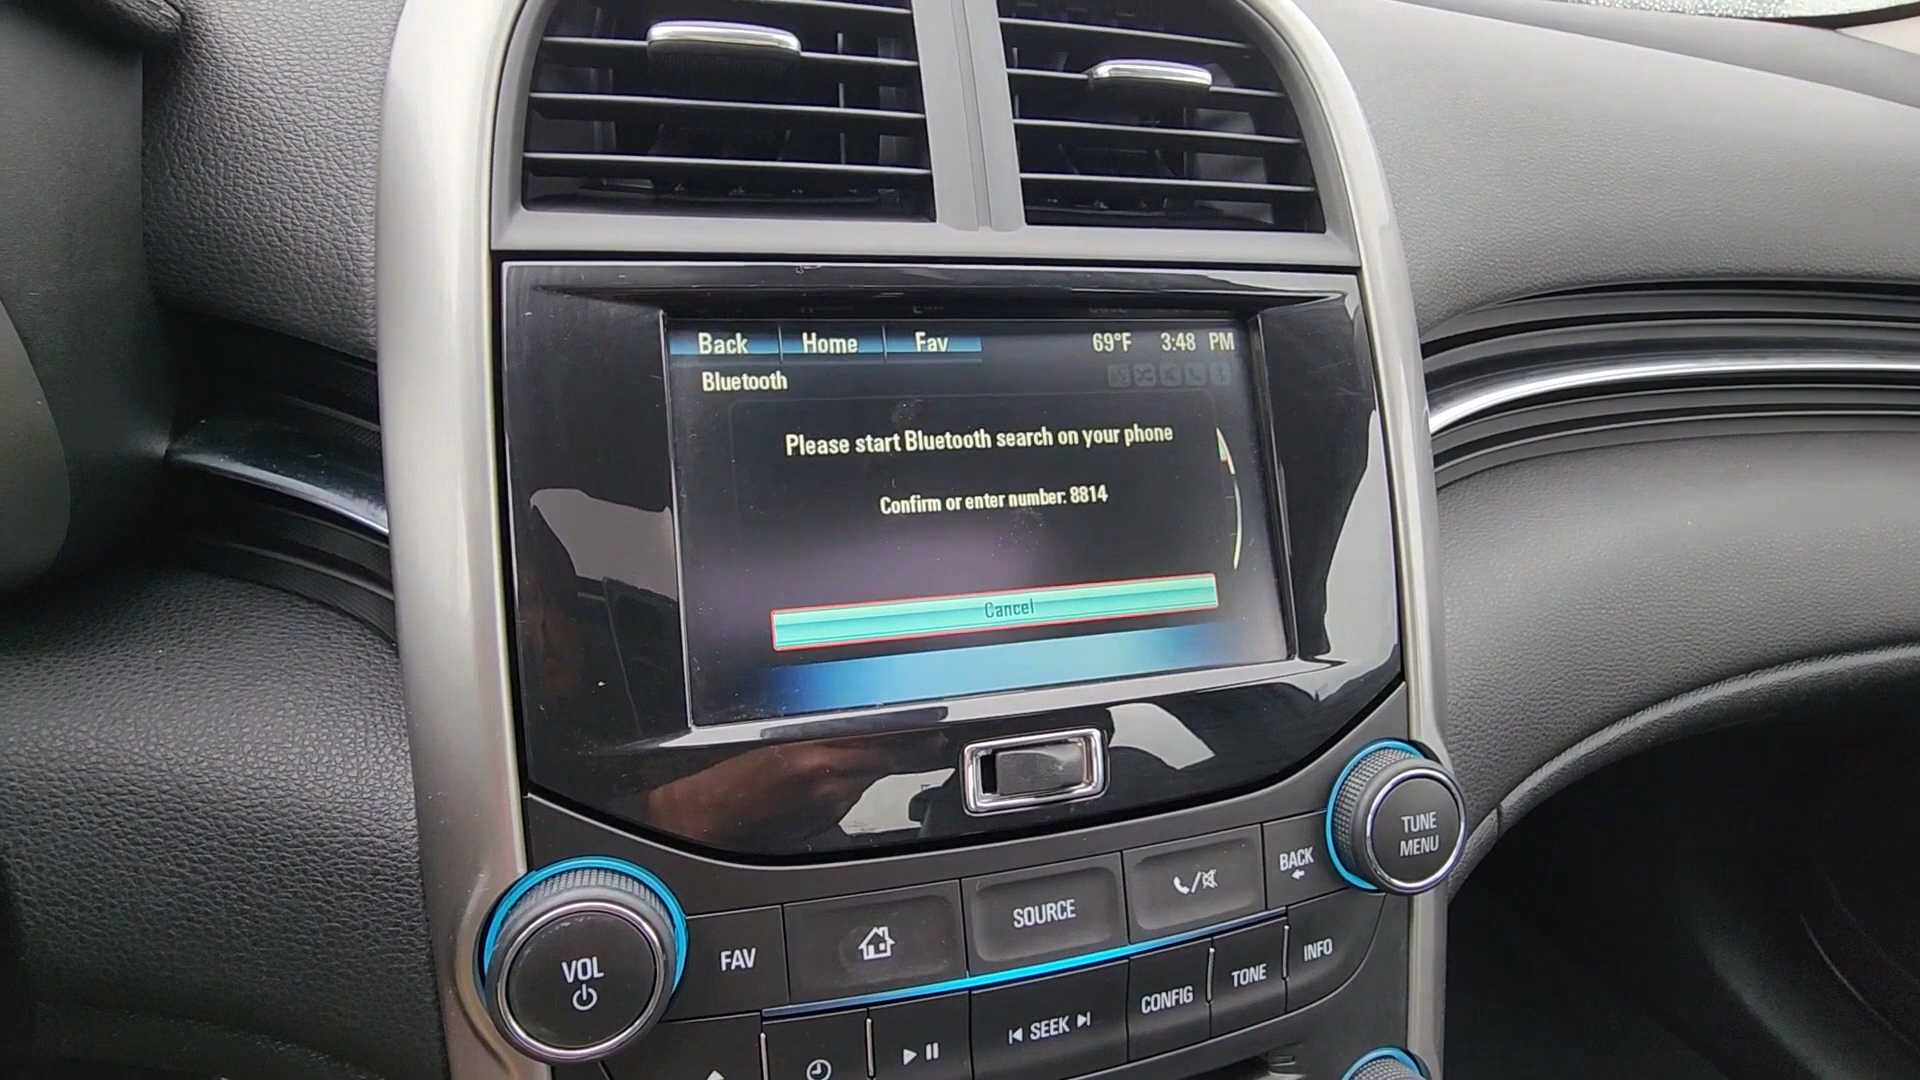 Back Home Fav 69°F 3:48 PM
Bluetooth
Please start Bluetooth search on your phone
Confirm or enter number: 8814
Cancel
TUNE
MENU
BACK
SOURCE
FAV
VOL
INFO
TONE
CONFIG
SEEK